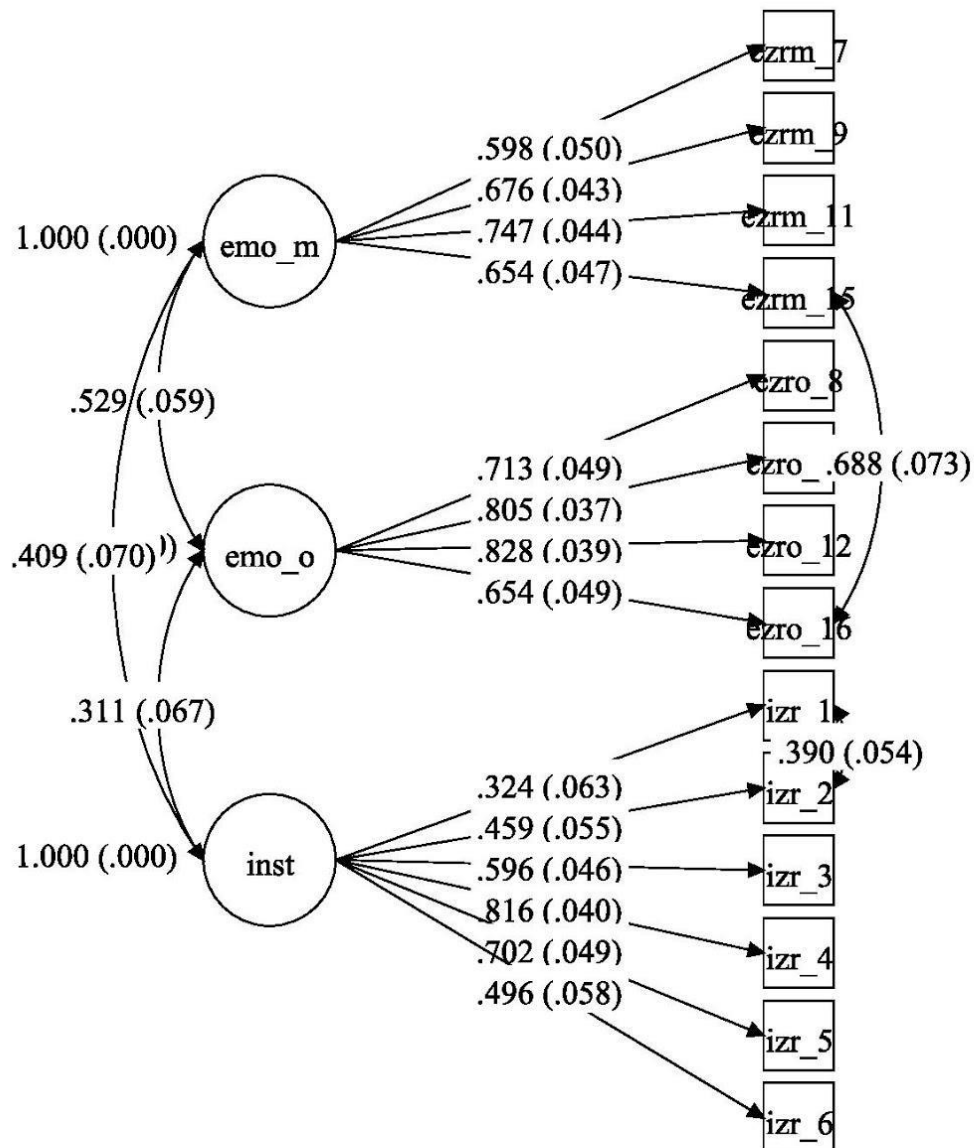 ezrm_7
ezrm_9
.598 (.050)
.676 (.043)
ezrm_11
.747 (.044)
1.000 (.000)
emo_m
.654 (.047)
ezrm_15
ezro_8
.529 (.059)
.713 (.049)
ezro_
.688 (.073)
.805 (.037)
.828 (.039)
ezro_12
.409 (.070)
emo_o
.654 (.049)
ezro_16
izr_1
.311 (.067)
.390 (.054)
.324 (.063)
izr_2
.459 (.055)
1.000 (.000)
inst
.596 (.046)
izr_3
.816 (.040)
.702 (.049)
izr_4
.496 (.058)
izr_5
izr_6